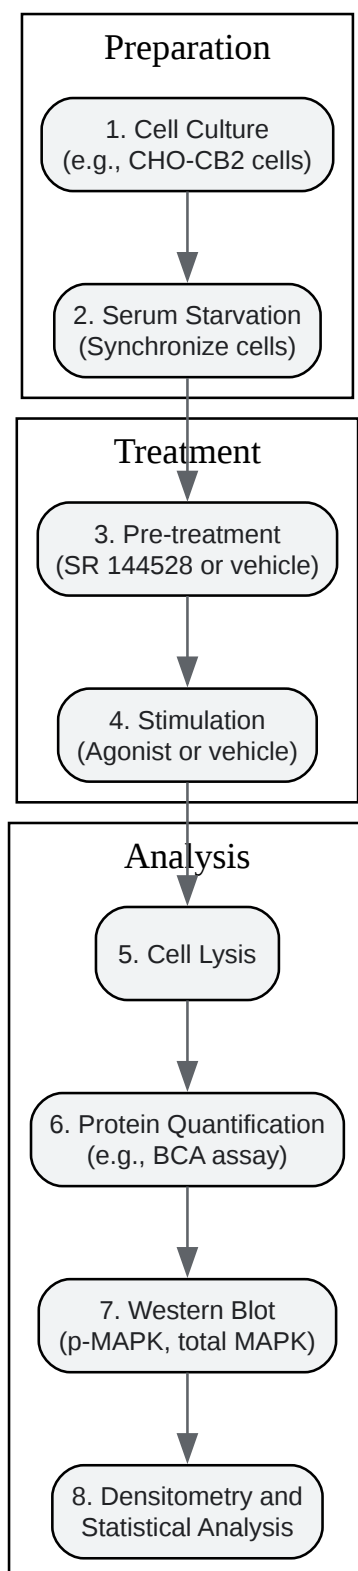 Preparation
1. Cell Culture
(e.g., CHO-CB2 cells)
2. Serum Starvation
(Synchronize cells)
Treatment
3. Pre-treatment
(SR 144528 or vehicle)
4. Stimulation
(Agonist or vehicle)
Analysis
5. Cell Lysis
6. Protein Quantification
(e.g., BCA assay)
7. Western Blot
(p-MAPK, total MAPK)
8. Densitometry and
Statistical Analysis